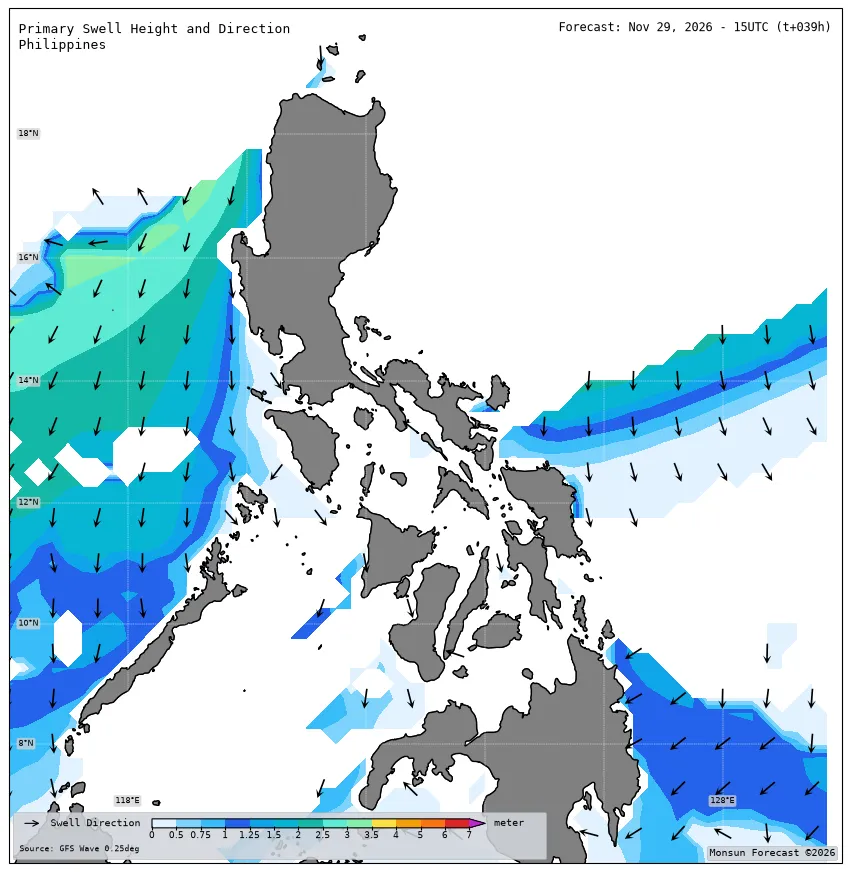 Primary Swell Height and Direction
Philippines
Forecast: Nov 29, 2026 - 15UTC (t+039h)
18°N
16°N
14°N
12°N
10°N
8°N
118°E
128°E
Swell Direction
0 0.5 0.75 1 1.25 1.5 2 2.5 3 3.5 4 5 6 7
meter
Source: GFS Wave 0.25deg
Monsun Forecast ©2026